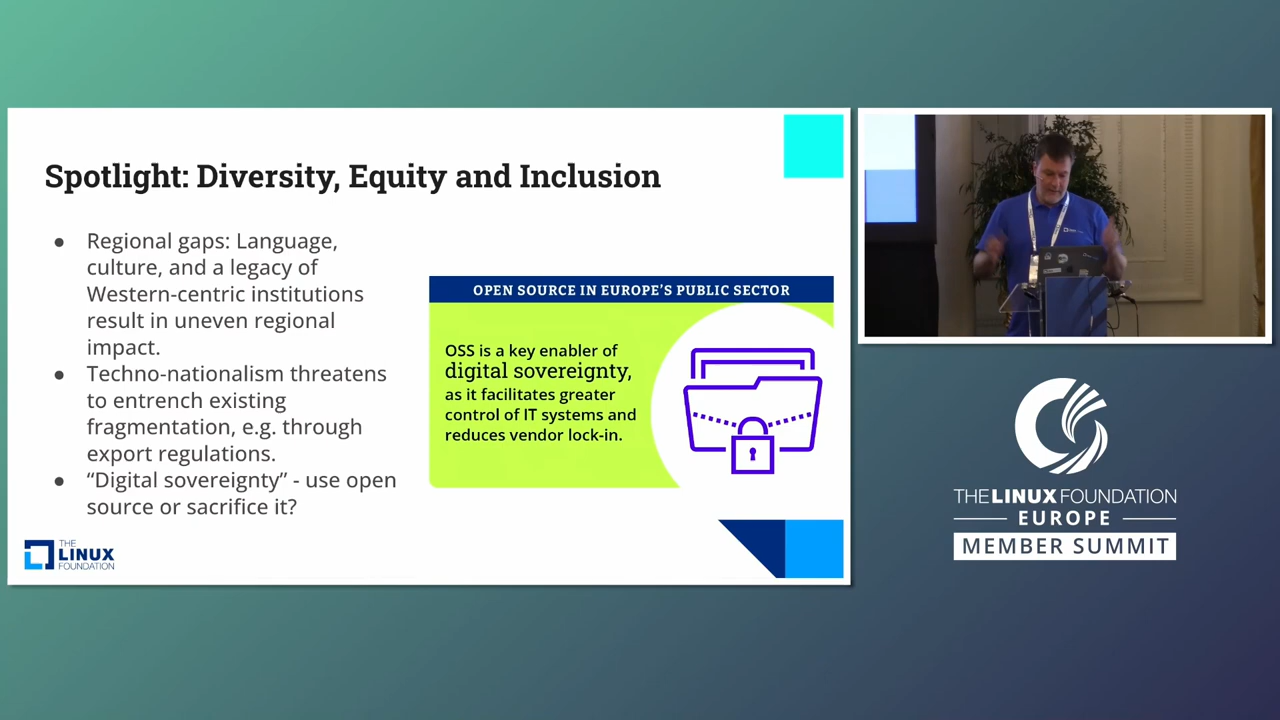 Spotlight: Diversity, Equity and Inclusion
● Regional gaps: Language,
culture, and a legacy of
Western-centric institutions
result in uneven regional
impact.
● Techno-nationalism threatens
to entrench existing
fragmentation, e.g. through
export regulations.
● “Digital sovereignty” - use open
source or sacrifice it?
OPEN SOURCE IN EUROPE’S PUBLIC SECTOR
OSS is a key enabler of
digital sovereignty,
as it facilitates greater
control of IT systems and
reduces vendor lock-in.
THE
LINUX
FOUNDATION
THE LINUX FOUNDATION
EUROPE
MEMBER SUMMIT